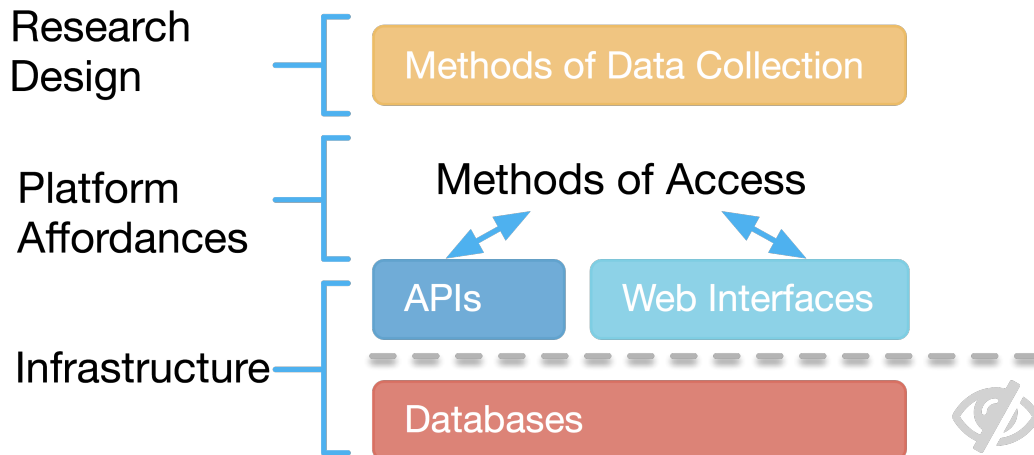 Research
Design
Methods of Data Collection
Platform
Affordances
Methods of Access
APIs
Web Interfaces
Infrastructure
Databases